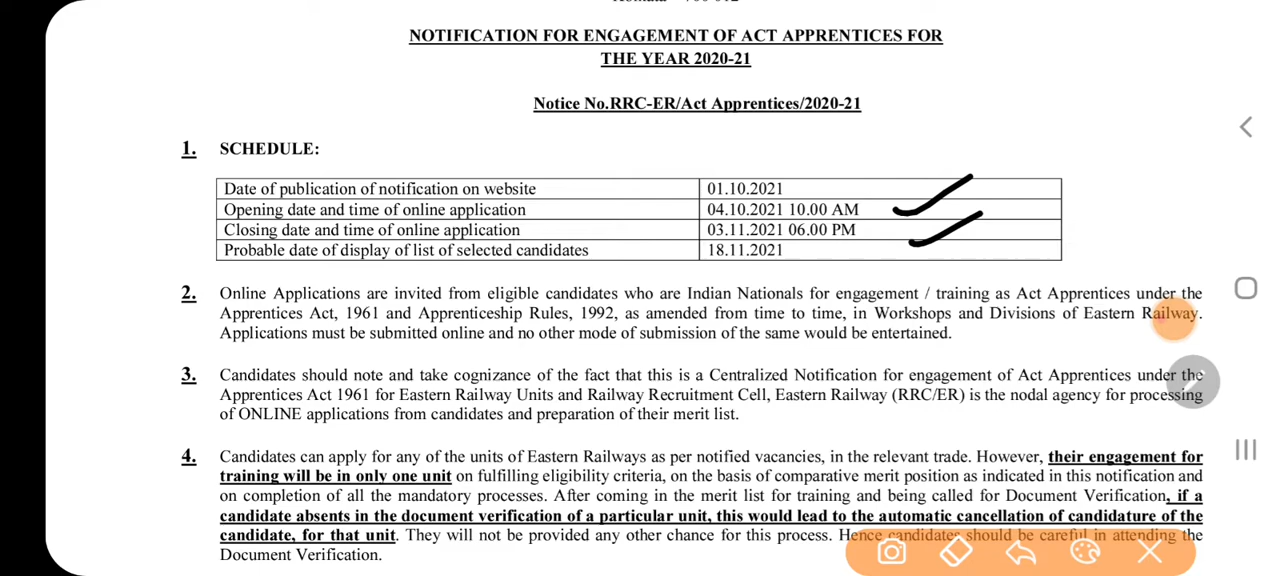 NOTIFICATION FOR ENGAGEMENT OF ACT APPRENTICES FOR
THE YEAR 2020-21
Notice No.RRC-ER/Act Apprentices/2020-21
1. SCHEDULE:
Date of publication of notification on website 01.10.2021
Opening date and time of online application 04.10.2021 10.00 AM
Closing date and time of online application 03.11.2021 06.00 PM
Probable date of display of list of selected candidates 18.11.2021
2. Online Applications are invited from eligible candidates who are Indian Nationals for engagement / training as Act Apprentices under the
Apprentices Act, 1961 and Apprenticeship Rules, 1992, as amended from time to time, in Workshops and Divisions of Eastern Railway.
Applications must be submitted online and no other mode of submission of the same would be entertained.
3. Candidates should note and take cognizance of the fact that this is a Centralized Notification for engagement of Act Apprentices under the
Apprentices Act 1961 for Eastern Railway Units and Railway Recruitment Cell, Eastern Railway (RRC/ER) is the nodal agency for processing
of ONLINE applications from candidates and preparation of their merit list.
4. Candidates can apply for any of the units of Eastern Railways as per notified vacancies, in the relevant trade. However, their engagement for
training will be in only one unit on fulfilling eligibility criteria, on the basis of comparative merit position as indicated in this notification and
on completion of all the mandatory processes. After coming in the merit list for training and being called for Document Verification, if a
candidate absents in the document verification of a particular unit, this would lead to the automatic cancellation of candidature of the
candidate, for that unit. They will not be provided any other chance for this process. Hence candidates should be careful in attending the
Document Verification.